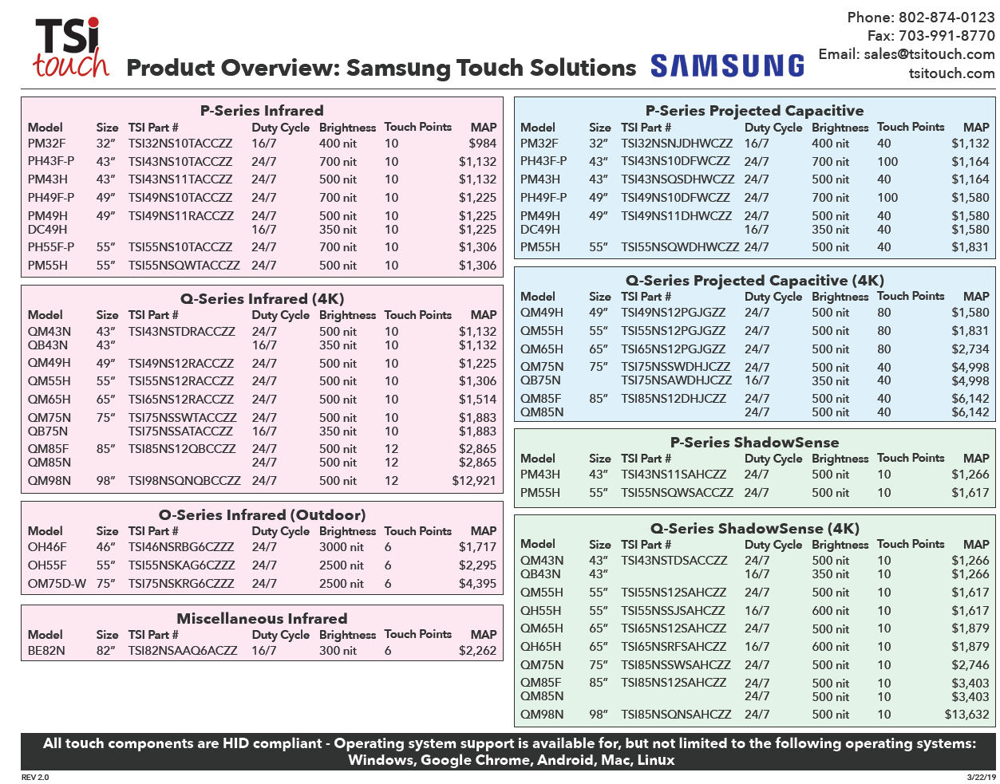 TSi touch
Product Overview: Samsung Touch Solutions SAMSUNG
Phone: 802-874-0123
Fax: 703-991-8770
Email: sales@tsitouch.com
tsitouch.com
P-Series Infrared
Model Size TSI Part # Duty Cycle Brightness Touch Points MAP
PM32F 32” TSI32NS10TACCZZ 16/7 400 nit 10 $984
PH43F-P 43” TSI43NS10TACCZZ 24/7 700 nit 10 $1,132
PM43H 43” TSI43NS11TACCZZ 24/7 500 nit 10 $1,132
PH49F-P 49” TSI49NS10TACCZZ 24/7 700 nit 10 $1,225
PM49H 49” TSI49NS11RACCZZ 24/7 500 nit 10 $1,225
DC49H 16/7 350 nit 10 $1,225
PH55F-P 55” TSI55NS10TACCZZ 24/7 700 nit 10 $1,306
PM55H 55” TSI55NSQWTACCZZ 24/7 500 nit 10 $1,306
Q-Series Infrared (4K)
Model Size TSI Part # Duty Cycle Brightness Touch Points MAP
QM43N 43” TSI43NSTDRACCZZ 24/7 500 nit 10 $1,132
QB43N 43” 16/7 350 nit 10 $1,132
QM49H 49” TSI49NS12RACCZZ 24/7 500 nit 10 $1,225
QM55H 55” TSI55NS12RACCZZ 24/7 500 nit 10 $1,306
QM65H 65” TSI65NS12RACCZZ 24/7 500 nit 10 $1,514
QM75N 75” TSI75NSSWTACCZZ 24/7 500 nit 10 $1,883
QB75N TSI75NSSATACCZZ 16/7 350 nit 10 $1,883
QM85F 85” TSI85NS12QBCCZZ 24/7 500 nit 12 $2,865
QM85N 24/7 500 nit 12 $2,865
QM98N 98” TSI98NSQNQBCCZZ 24/7 500 nit 12 $12,921
O-Series Infrared (Outdoor)
Model Size TSI Part # Duty Cycle Brightness Touch Points MAP
OH46F 46” TSI46NSRBG6CZZZ 24/7 3000 nit 6 $1,717
OH55F 55” TSI55NSKAG6CZZZ 24/7 2500 nit 6 $2,295
OM75D-W 75” TSI75NSKRG6CZZZ 24/7 2500 nit 6 $4,395
Miscellaneous Infrared
Model Size TSI Part # Duty Cycle Brightness Touch Points MAP
BE82N 82” TSI82NSAAQ6ACZZ 16/7 300 nit 6 $2,262
P-Series Projected Capacitive
Model Size TSI Part # Duty Cycle Brightness Touch Points MAP
PM32F 32” TSI32NSNJDHWCZZ 16/7 400 nit 40 $1,132
PH43F-P 43” TSI43NS10DFWCZZ 24/7 700 nit 100 $1,164
PM43H 43” TSI43NSQSDHWCZZ 24/7 500 nit 40 $1,164
PH49F-P 49” TSI49NS10DFWCZZ 24/7 700 nit 100 $1,580
PM49H 49” TSI49NS11DHWCZZ 24/7 500 nit 40 $1,580
DC49H 16/7 350 nit 40 $1,580
PM55H 55” TSI55NSQWDHWCZZ 24/7 500 nit 40 $1,831
Q-Series Projected Capacitive (4K)
Model Size TSI Part # Duty Cycle Brightness Touch Points MAP
QM49H 49” TSI49NS12PGJGZZ 24/7 500 nit 80 $1,580
QM55H 55” TSI55NS12PGJGZZ 24/7 500 nit 80 $1,831
QM65H 65” TSI65NS12PGJGZZ 24/7 500 nit 80 $2,734
QM75N 75” TSI75NSSWDHJCZZ 24/7 500 nit 40 $4,998
QB75N TSI75NSAWDHJCZZ 16/7 350 nit 40 $4,998
QM85F 85” TSI85NS12DHJCZZ 24/7 500 nit 40 $6,142
QM85N 24/7 500 nit 40 $6,142
P-Series ShadowSense
Model Size TSI Part # Duty Cycle Brightness Touch Points MAP
PM43H 43” TSI43NS11SAHCZZ 24/7 500 nit 10 $1,266
PM55H 55” TSI55NSQWSACCZZ 24/7 500 nit 10 $1,617
Q-Series ShadowSense (4K)
Model Size TSI Part # Duty Cycle Brightness Touch Points MAP
QM43N 43” TSI43NSTDSACCZZ 24/7 500 nit 10 $1,266
QB43N 43” 16/7 350 nit 10 $1,266
QM55H 55” TSI55NS12SAHCZZ 24/7 500 nit 10 $1,617
QH55H 55” TSI55NSSJSAHCZZ 16/7 600 nit 10 $1,617
QM65H 65” TSI65NS12SAHCZZ 24/7 500 nit 10 $1,879
QH65H 65” TSI65NSRFSAHCZZ 16/7 600 nit 10 $1,879
QM75N 75” TSI85NSSWSAHCZZ 24/7 500 nit 10 $2,746
QM85F 85” TSI85NS12SAHCZZ 24/7 500 nit 10 $3,403
QM85N 24/7 500 nit 10 $3,403
QM98N 98” TSI85NSQNSAHCZZ 24/7 500 nit 10 $13,632
All touch components are HID compliant - Operating system support is available for, but not limited to the following operating systems:
Windows, Google Chrome, Android, Mac, Linux
REV 2.0
3/22/19